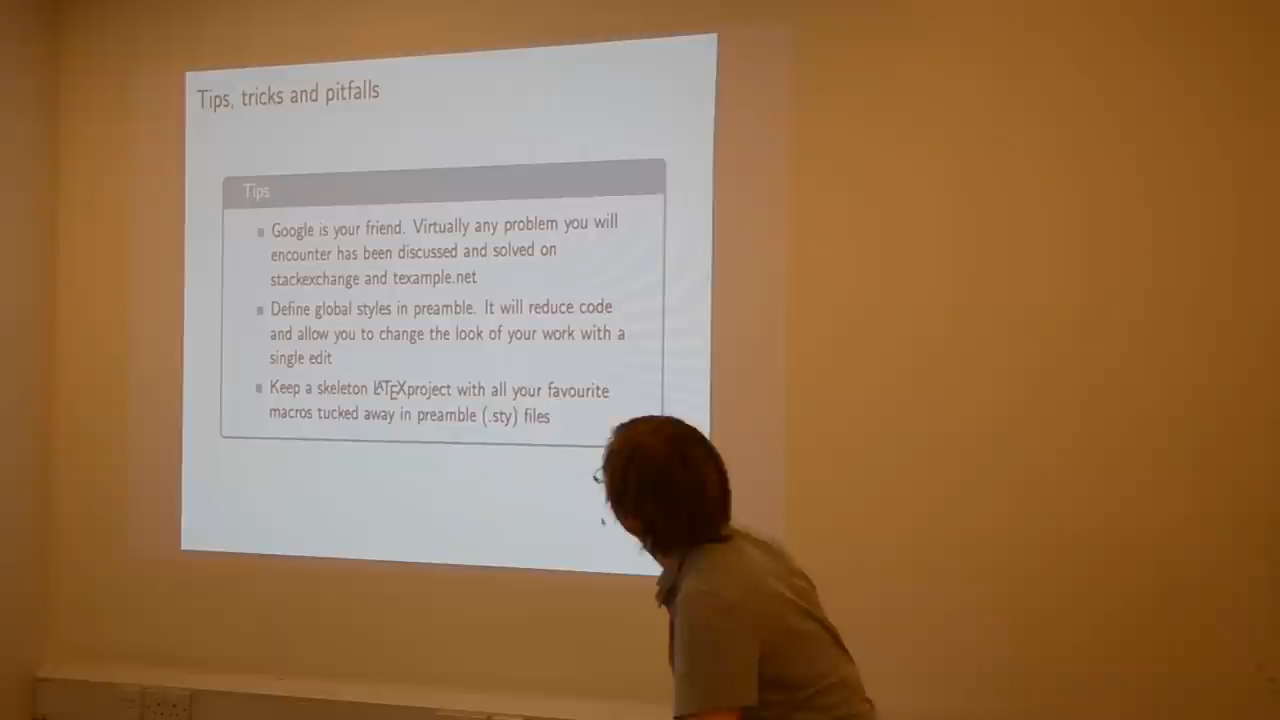 Tips, tricks and pitfalls
Tips
Google is your friend. Virtually any problem you will
encounter has been discussed and solved on
stackexchange and texample.net
Define global styles in preamble. It will reduce code
and allow you to change the look of your work with a
single edit
Keep a skeleton LATEXproject with all your favourite
macros tucked away in preamble (.sty) files